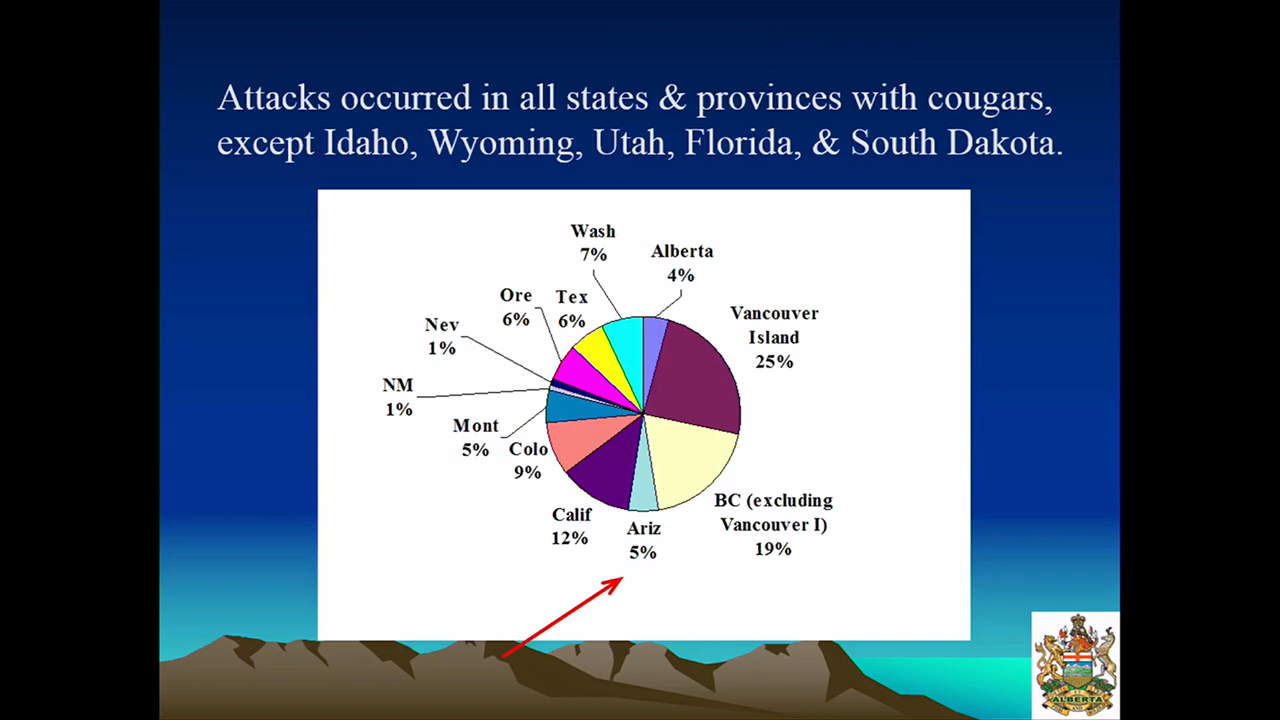 Attacks occurred in all states & provinces with cougars,
except Idaho, Wyoming, Utah, Florida, & South Dakota.
Wash
7%
Alberta
4%
Vancouver
Island
25%
BC (excluding
Vancouver I)
19%
Ariz
5%
Calif
12%
Colo
9%
Mont
5%
NM
1%
Nev
1%
Ore
6%
Tex
6%
ALBERTA